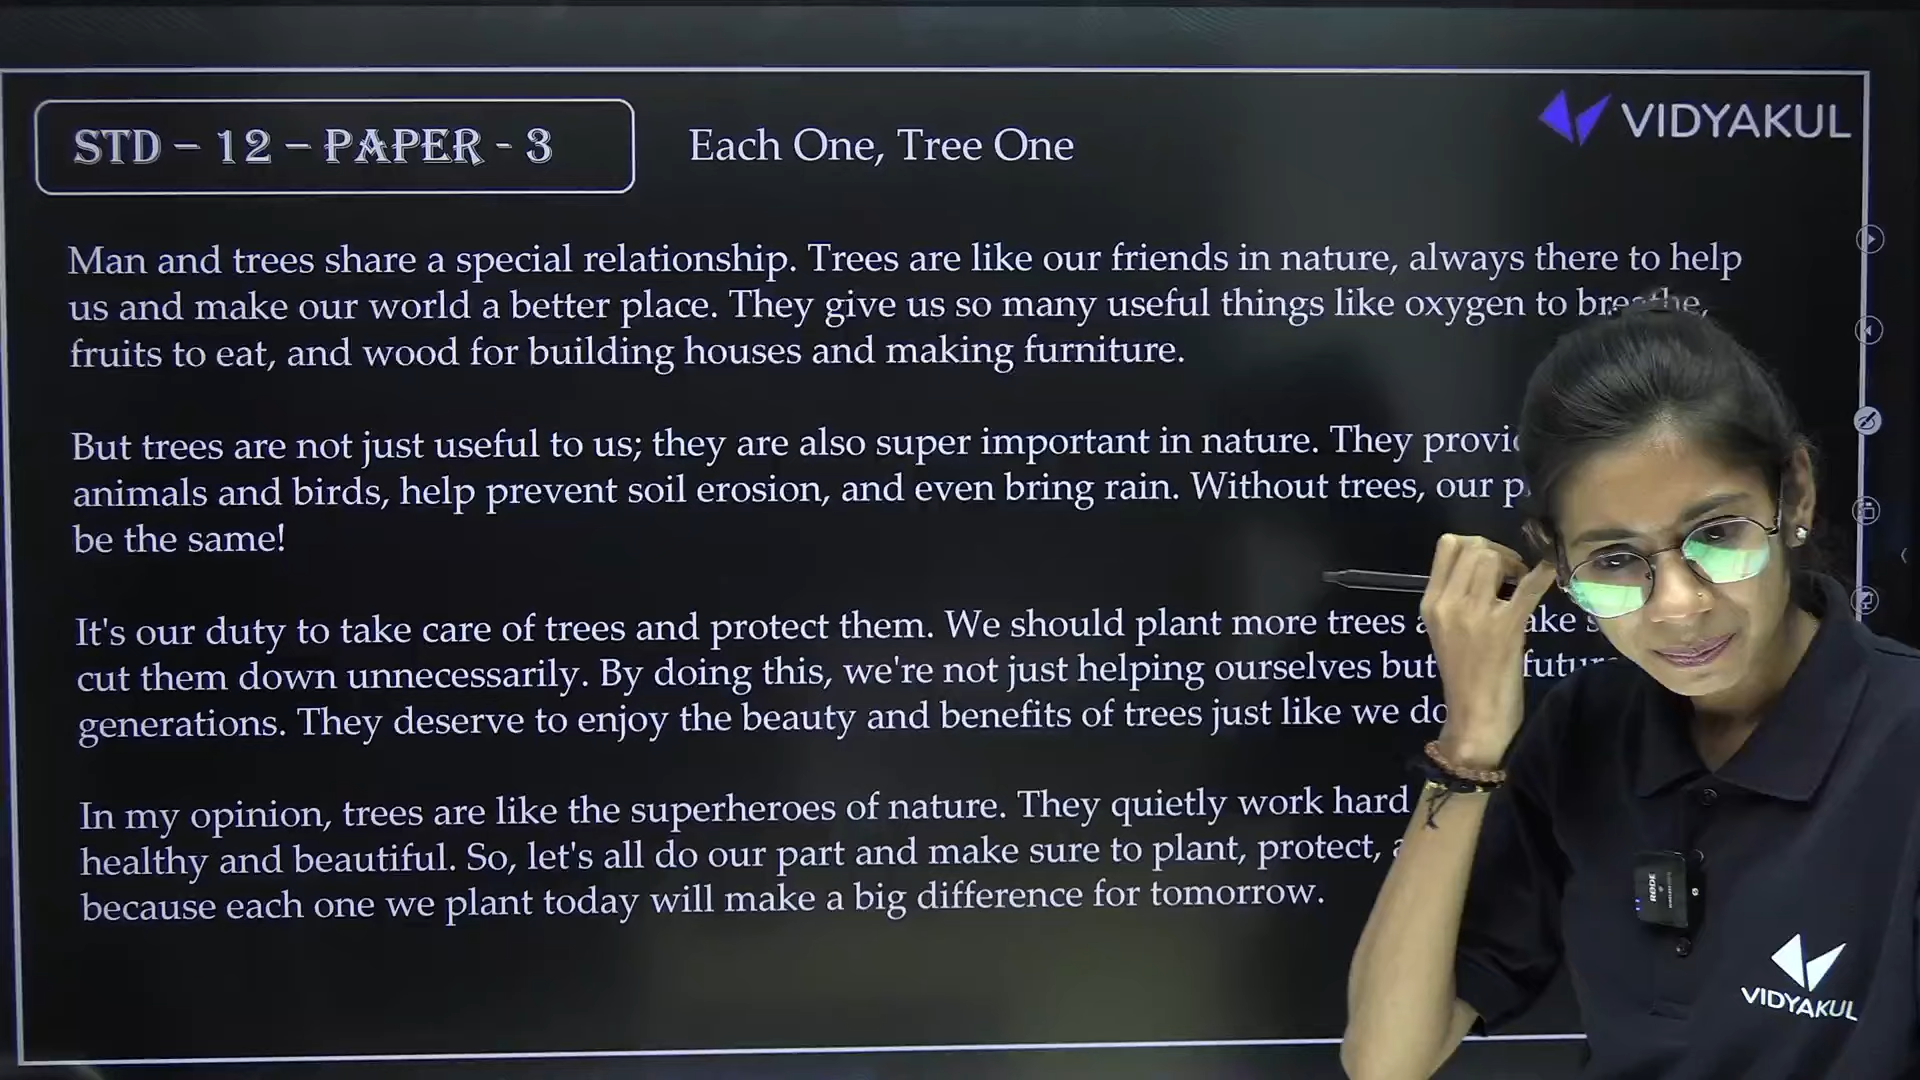 STD – 12 – PAPER - 3
Each One, Tree One
VIDYAKUL
Man and trees share a special relationship. Trees are like our friends in nature, always there to help
us and make our world a better place. They give us so many useful things like oxygen to breathe,
fruits to eat, and wood for building houses and making furniture.
But trees are not just useful to us; they are also super important in nature. They
animals and birds, help prevent soil erosion, and even bring rain. Without trees, our
be the same!
It's our duty to take care of trees and protect them. We should plant more trees
cut them down unnecessarily. By doing this, we're not just helping ourselves but
generations. They deserve to enjoy the beauty and benefits of trees just like we do
In my opinion, trees are like the superheroes of nature. They quietly work hard
healthy and beautiful. So, let's all do our part and make sure to plant, protect,
because each one we plant today will make a big difference for tomorrow.
RØDE
VIDYAKUL